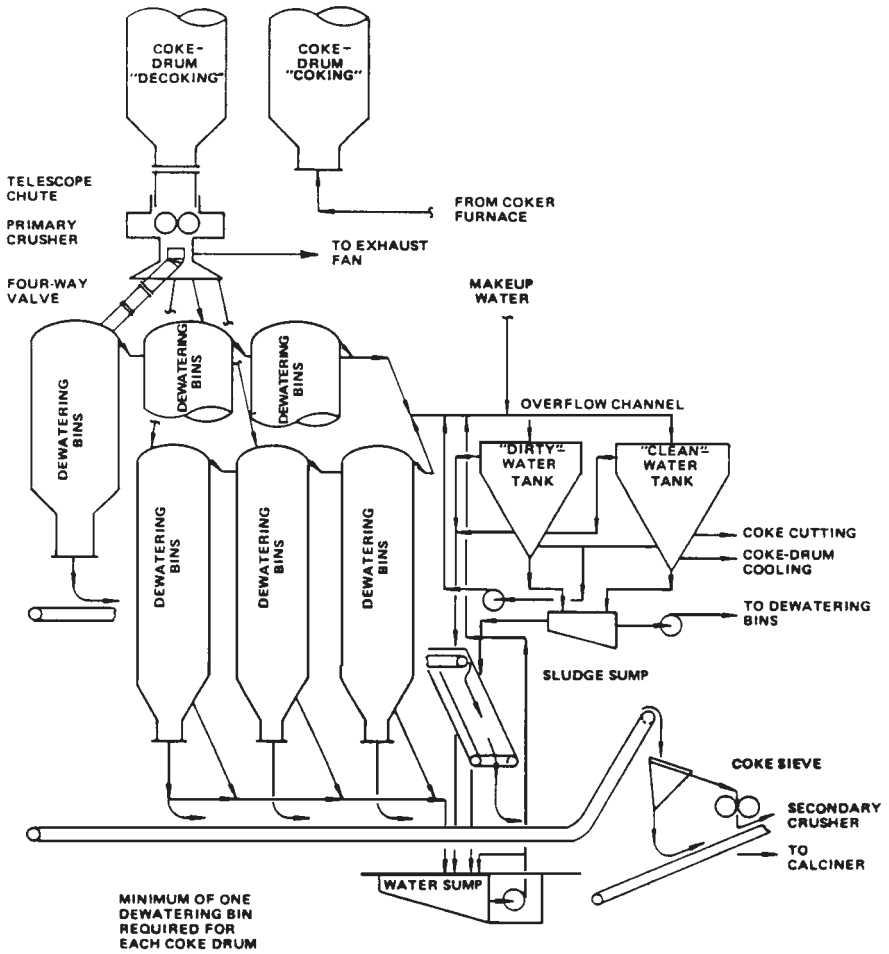 COKE-
DRUM
"DECOKING"
COKE-
DRUM
"COKING"
TELESCOPE
CHUTE
PRIMARY
CRUSHER
FOUR-WAY
VALVE
FROM COKER
FURNACE
TO EXHAUST
FAN
MAKEUP
WATER
DEWATERING
BINS
DEWATERING
BINS
DEWATERING
BINS
OVERFLOW CHANNEL
"DIRTY"-
WATER
TANK
"CLEAN"-
WATER
TANK
DEWATERING
BINS
DEWATERING
BINS
DEWATERING
BINS
COKE CUTTING
COKE-DRUM
COOLING
TO DEWATERING
BINS
SLUDGE SUMP
COKE SIEVE
SECONDARY
CRUSHER
TO
CALCINER
WATER SUMP
MINIMUM OF ONE
DEWATERING BIN
REQUIRED FOR
EACH COKE DRUM